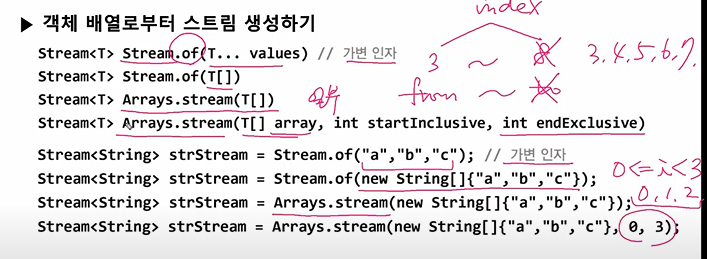 ▶ 객체 배열로부터 스트림 생성하기
index
Stream<T> Stream.of(T... values) // 가변 인자
3 ~ 8 3, 4, 5, 6, 7,
Stream<T> Stream.of(T[])
Stream<T> Arrays.stream(T[])
from ~ to
Stream<T> Arrays.stream(T[] array, int startInclusive, int endExclusive)
Stream<String> strStream = Stream.of("a","b","c"); // 가변 인자
0 <= i < 3
Stream<String> strStream = Stream.of(new String[]{"a","b","c"});
Stream<String> strStream = Arrays.stream(new String[]{"a","b","c"});
0, 1, 2
Stream<String> strStream = Arrays.stream(new String[]{"a","b","c"}, 0, 3);